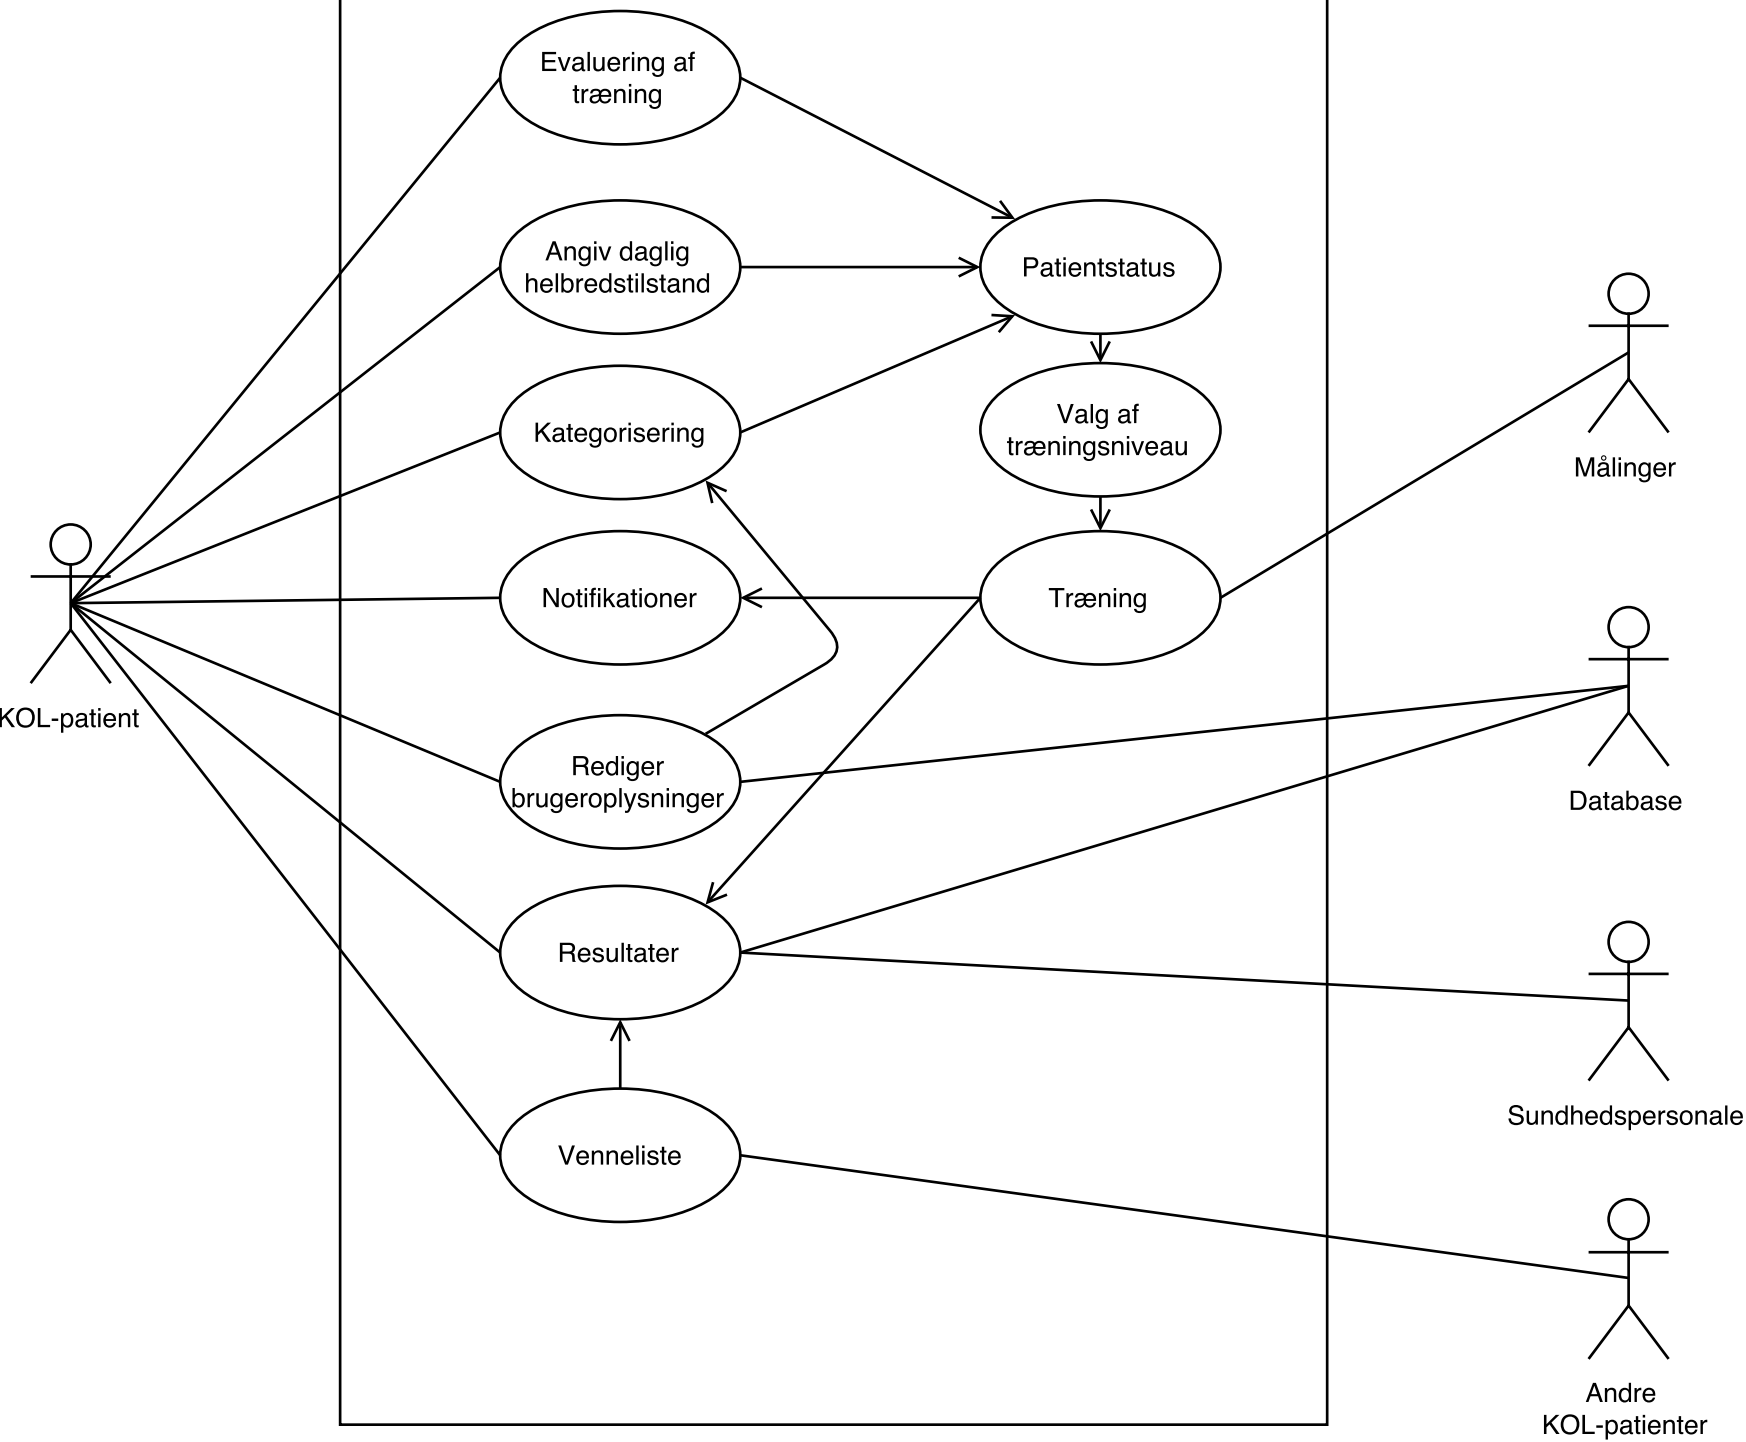 Evaluering af
træning
Angiv daglig
helbredstilstand
Patientstatus
Kategorisering
Valg af
træningsniveau
Målinger
Notifikationer
Træning
KOL-patient
Rediger
brugeroplysninger
Database
Resultater
Sundhedspersonale
Venneliste
Andre
KOL-patienter